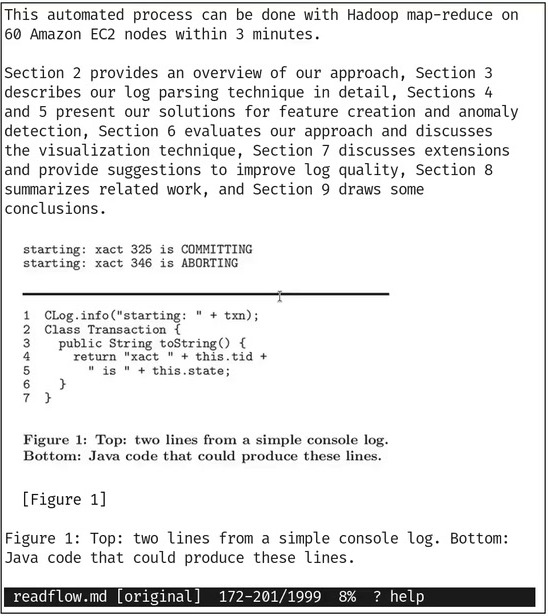 This automated process can be done with Hadoop map-reduce on
60 Amazon EC2 nodes within 3 minutes.

Section 2 provides an overview of our approach, Section 3
describes our log parsing technique in detail, Sections 4
and 5 present our solutions for feature creation and anomaly
detection, Section 6 evaluates our approach and discusses
the visualization technique, Section 7 discusses extensions
and provide suggestions to improve log quality, Section 8
summarizes related work, and Section 9 draws some
conclusions.

starting: xact 325 is COMMITTING
starting: xact 346 is ABORTING

1 CLog.info("starting: " + txn);
2 Class Transaction {
3   public String toString() {
4     return "xact " + this.tid +
5       " is " + this.state;
6   }
7 }

Figure 1: Top: two lines from a simple console log.
Bottom: Java code that could produce these lines.

[Figure 1]

Figure 1: Top: two lines from a simple console log. Bottom:
Java code that could produce these lines.

readflow.md [original]  172-201/1999  8%  ? help